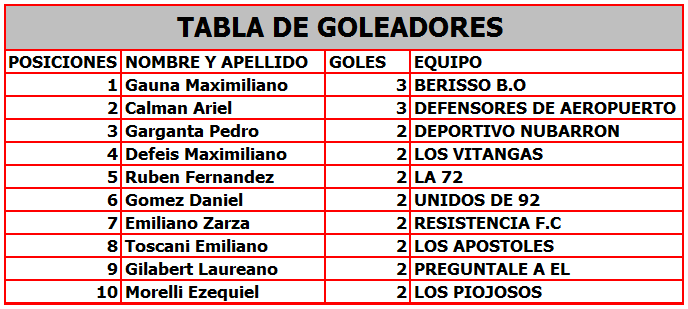 TABLA DE GOLEADORES
POSICIONES NOMBRE Y APELLIDO GOLES EQUIPO
1 Gauna Maximiliano 3 BERISSO B.O
2 Calman Ariel 3 DEFENSORES DE AEROPUERTO
3 Garganta Pedro 2 DEPORTIVO NUBARRON
4 Defeis Maximiliano 2 LOS VITANGAS
5 Ruben Fernandez 2 LA 72
6 Gomez Daniel 2 UNIDOS DE 92
7 Emiliano Zarza 2 RESISTENCIA F.C
8 Toscani Emiliano 2 LOS APOSTOLES
9 Gilabert Laureano 2 PREGUNTALE A EL
10 Morelli Ezequiel 2 LOS PIOJOSOS